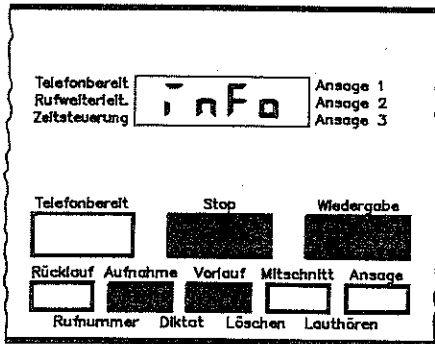 Telefonbereit Ansage 1
Rufweiterleit. inFo Ansage 2
Zeitsteuerung Ansage 3
Telefonbereit Stop Wiedergabe
Rücklauf Aufnahme Vorlauf Mitschnitt Ansage
Rufnummer Diktat Löschen Lauthören